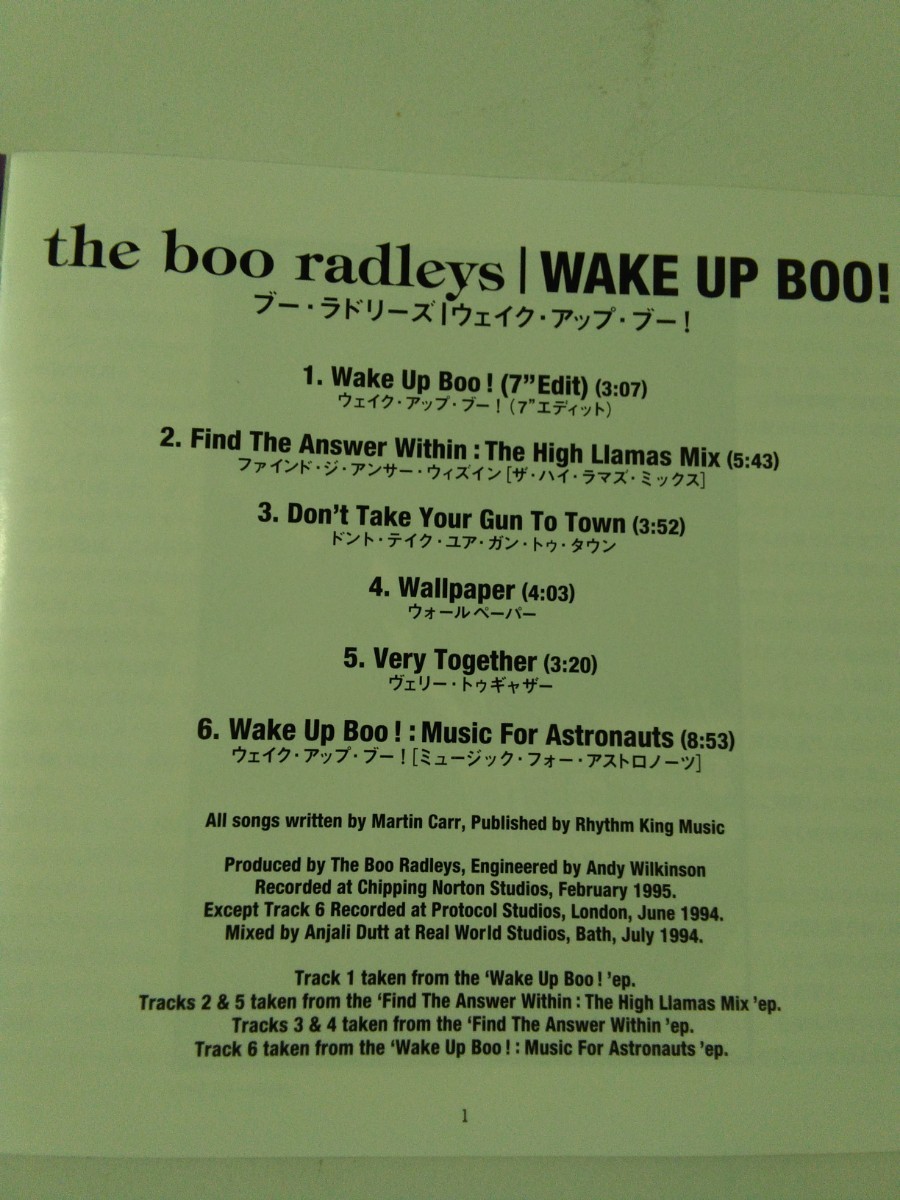 the boo radleys | WAKE UP BOO!
ブー・ラドリーズ | ウェイク・アップ・ブー！
1. Wake Up Boo! (7”Edit) (3:07)
ウェイク・アップ・ブー！（7”エディット）
2. Find The Answer Within : The High Llamas Mix (5:43)
ファインド・ジ・アンサー・ウィズイン［ザ・ハイ・ラマズ・ミックス］
3. Don’t Take Your Gun To Town (3:52)
ドント・テイク・ユア・ガン・トゥ・タウン
4. Wallpaper (4:03)
ウォールペーパー
5. Very Together (3:20)
ヴェリー・トゥギャザー
6. Wake Up Boo! : Music For Astronauts (8:53)
ウェイク・アップ・ブー！［ミュージック・フォー・アストロノーツ］
All songs written by Martin Carr, Published by Rhythm King Music
Produced by The Boo Radleys, Engineered by Andy Wilkinson
Recorded at Chipping Norton Studios, February 1995.
Except Track 6 Recorded at Protocol Studios, London, June 1994.
Mixed by Anjali Dutt at Real World Studios, Bath, July 1994.
Track 1 taken from the ‘Wake Up Boo! ’ep.
Tracks 2 & 5 taken from the ‘Find The Answer Within : The High Llamas Mix ’ep.
Tracks 3 & 4 taken from the ‘Find The Answer Within ’ep.
Track 6 taken from the ‘Wake Up Boo! : Music For Astronauts ’ep.
1